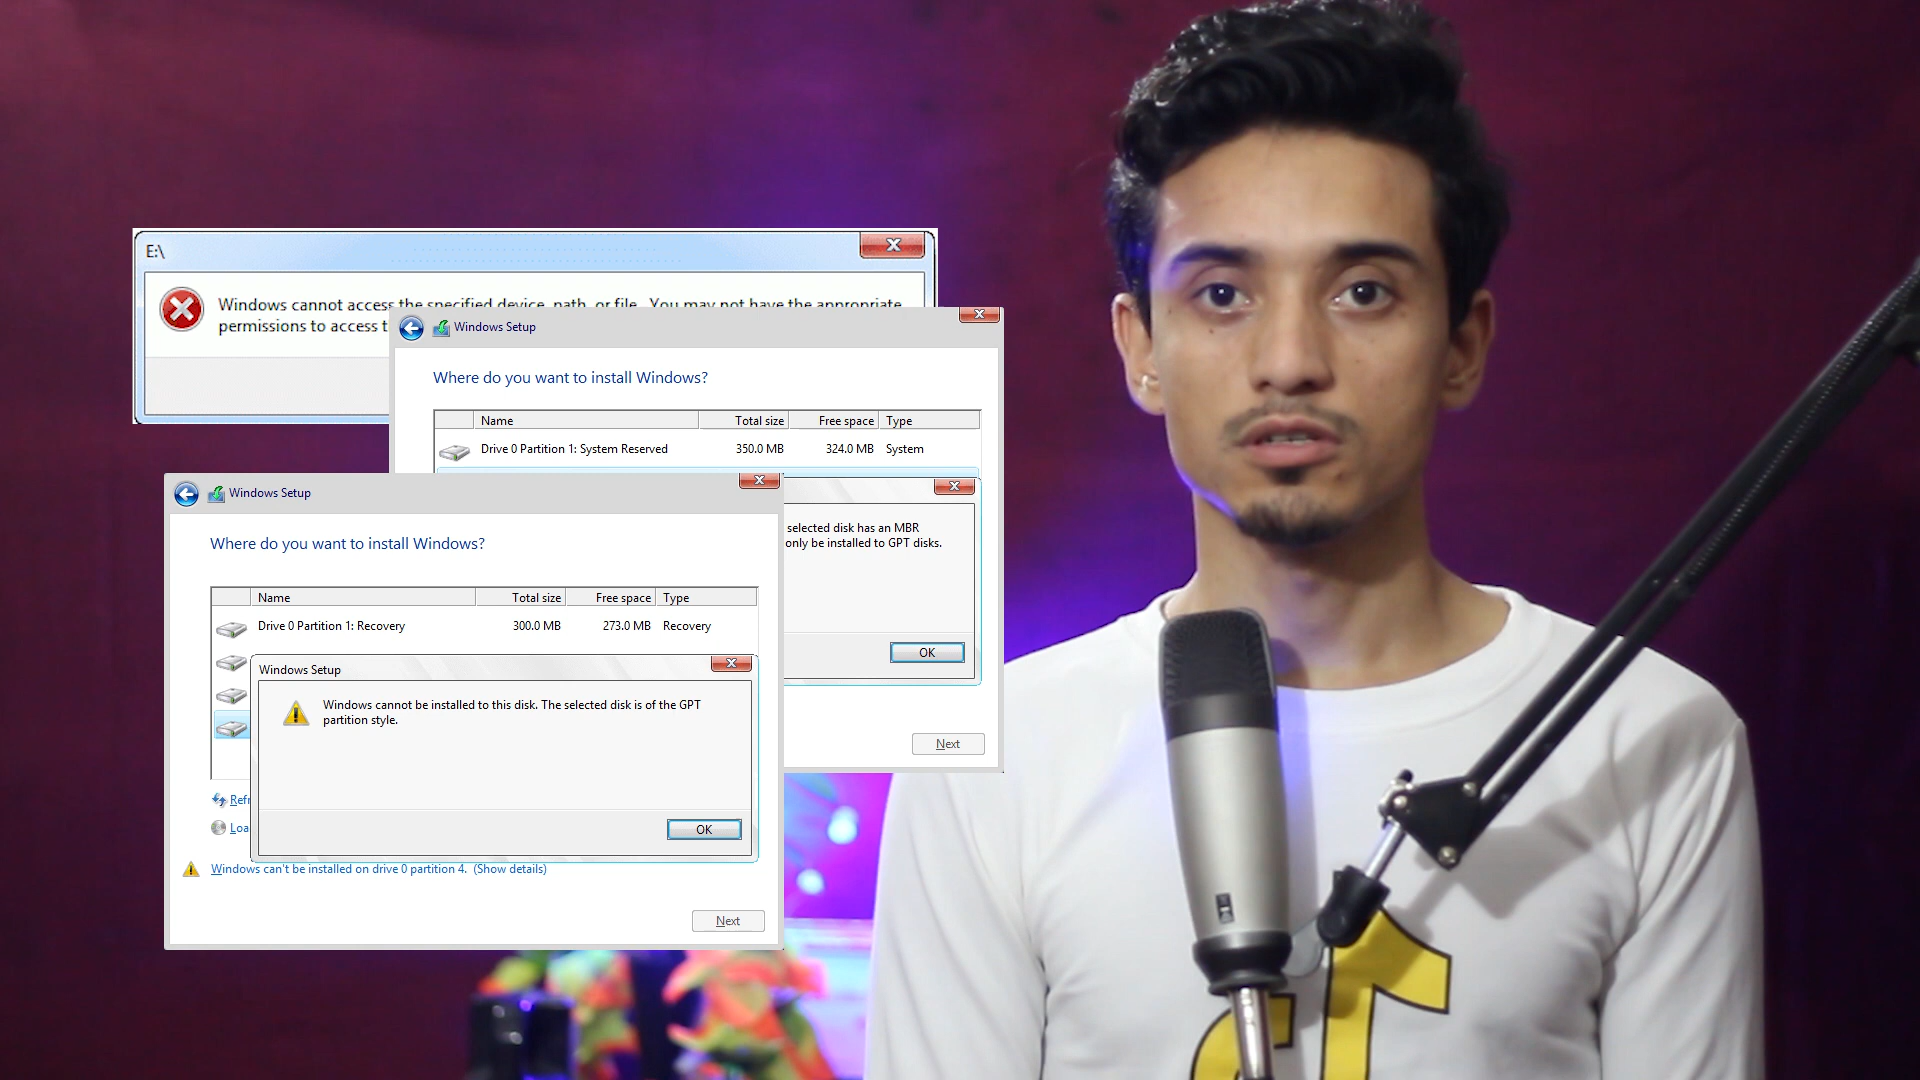 E:\
Windows cannot access the specified device, path, or file. You may not have the appropriate
permissions to access t
Windows Setup
Where do you want to install Windows?
Name Total size Free space Type
Drive 0 Partition 1: System Reserved 350.0 MB 324.0 MB System
selected disk has an MBR
only be installed to GPT disks.
OK
Next
Windows Setup
Where do you want to install Windows?
Name Total size Free space Type
Drive 0 Partition 1: Recovery 300.0 MB 273.0 MB Recovery
Windows Setup
Windows cannot be installed to this disk. The selected disk is of the GPT
partition style.
OK
Refr
Loa
Windows can't be installed on drive 0 partition 4. (Show details)
Next